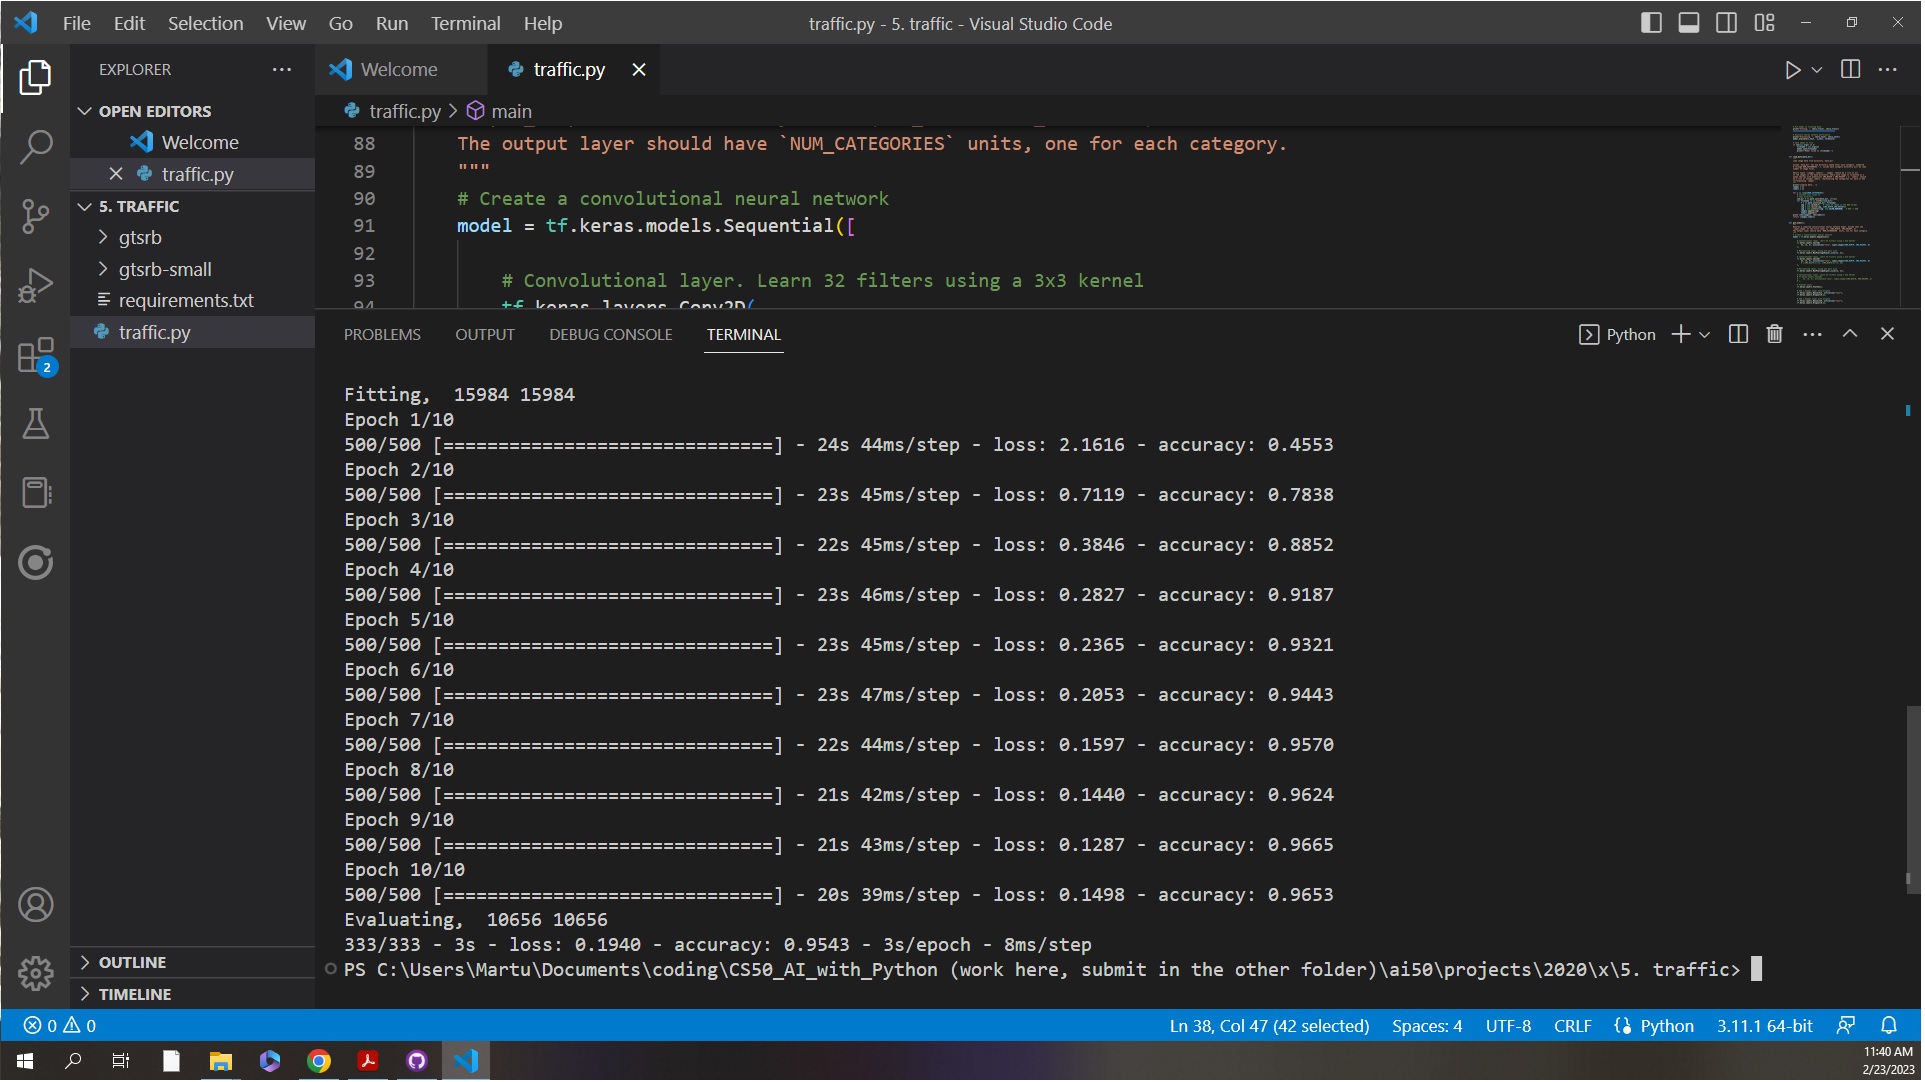 File Edit Selection View Go Run Terminal Help
traffic.py - 5. traffic - Visual Studio Code
EXPLORER
OPEN EDITORS
Welcome
traffic.py
5. TRAFFIC
gtsrb
gtsrb-small
requirements.txt
traffic.py
OUTLINE
TIMELINE
2
Welcome
traffic.py
traffic.py > main
88 The output layer should have `NUM_CATEGORIES` units, one for each category.
89 """
90 # Create a convolutional neural network
91 model = tf.keras.models.Sequential([
92
93 # Convolutional layer. Learn 32 filters using a 3x3 kernel
94 tf.keras.layers.Conv2D(
PROBLEMS OUTPUT DEBUG CONSOLE TERMINAL
Python
Fitting,  15984 15984
Epoch 1/10
500/500 [==============================] - 24s 44ms/step - loss: 2.1616 - accuracy: 0.4553
Epoch 2/10
500/500 [==============================] - 23s 45ms/step - loss: 0.7119 - accuracy: 0.7838
Epoch 3/10
500/500 [==============================] - 22s 45ms/step - loss: 0.3846 - accuracy: 0.8852
Epoch 4/10
500/500 [==============================] - 23s 46ms/step - loss: 0.2827 - accuracy: 0.9187
Epoch 5/10
500/500 [==============================] - 23s 45ms/step - loss: 0.2365 - accuracy: 0.9321
Epoch 6/10
500/500 [==============================] - 23s 47ms/step - loss: 0.2053 - accuracy: 0.9443
Epoch 7/10
500/500 [==============================] - 22s 44ms/step - loss: 0.1597 - accuracy: 0.9570
Epoch 8/10
500/500 [==============================] - 21s 42ms/step - loss: 0.1440 - accuracy: 0.9624
Epoch 9/10
500/500 [==============================] - 21s 43ms/step - loss: 0.1287 - accuracy: 0.9665
Epoch 10/10
500/500 [==============================] - 20s 39ms/step - loss: 0.1498 - accuracy: 0.9653
Evaluating,  10656 10656
333/333 - 3s - loss: 0.1940 - accuracy: 0.9543 - 3s/epoch - 8ms/step
PS C:\Users\Martu\Documents\coding\CS50_AI_with_Python (work here, submit in the other folder)\ai50\projects\2020\x\5. traffic>
0 0
Ln 38, Col 47 (42 selected) Spaces: 4 UTF-8 CRLF Python 3.11.1 64-bit
11:40 AM
2/23/2023